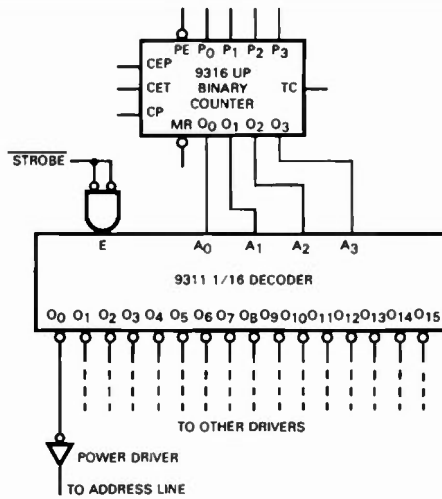 PE P0 P1 P2 P3
CEP
CET
CP
9316 UP
BINARY
COUNTER
TC
MR O0 O1 O2 O3
STROBE
E A0 A1 A2 A3
9311 1/16 DECODER
O0 O1 O2 O3 O4 O5 O6 O7 O8 O9 O10 O11 O12 O13 O14 O15
TO OTHER DRIVERS
POWER DRIVER
TO ADDRESS LINE